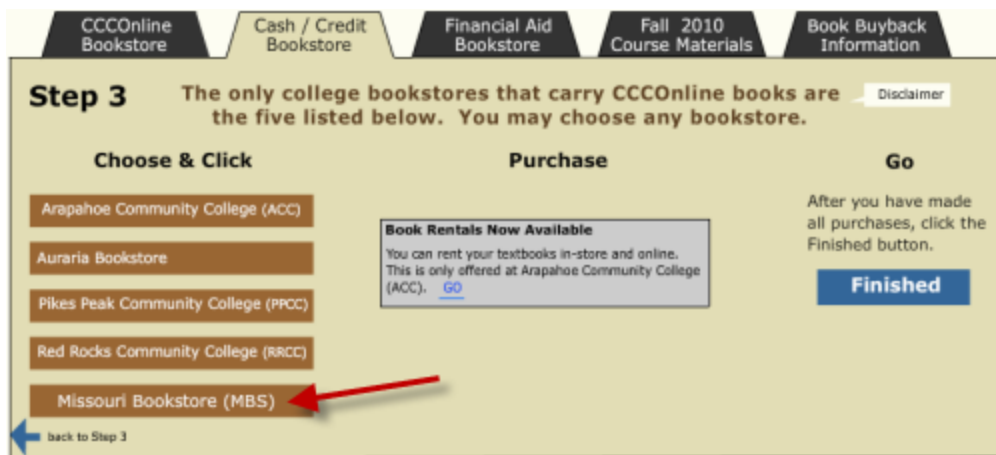 CCCOnline
Bookstore
Cash / Credit
Bookstore
Financial Aid
Bookstore
Fall 2010
Course Materials
Book Buyback
Information
Step 3
The only college bookstores that carry CCCOnline books are
the five listed below. You may choose any bookstore.
Disclaimer
Choose & Click
Arapahoe Community College (ACC)
Auraria Bookstore
Pikes Peak Community College (PPCC)
Red Rocks Community College (RRCC)
Missouri Bookstore (MBS)
back to Step 3
Purchase
Book Rentals Now Available
You can rent your textbooks in-store and online.
This is only offered at Arapahoe Community College
(ACC). GO
Go
After you have made
all purchases, click the
Finished button.
Finished